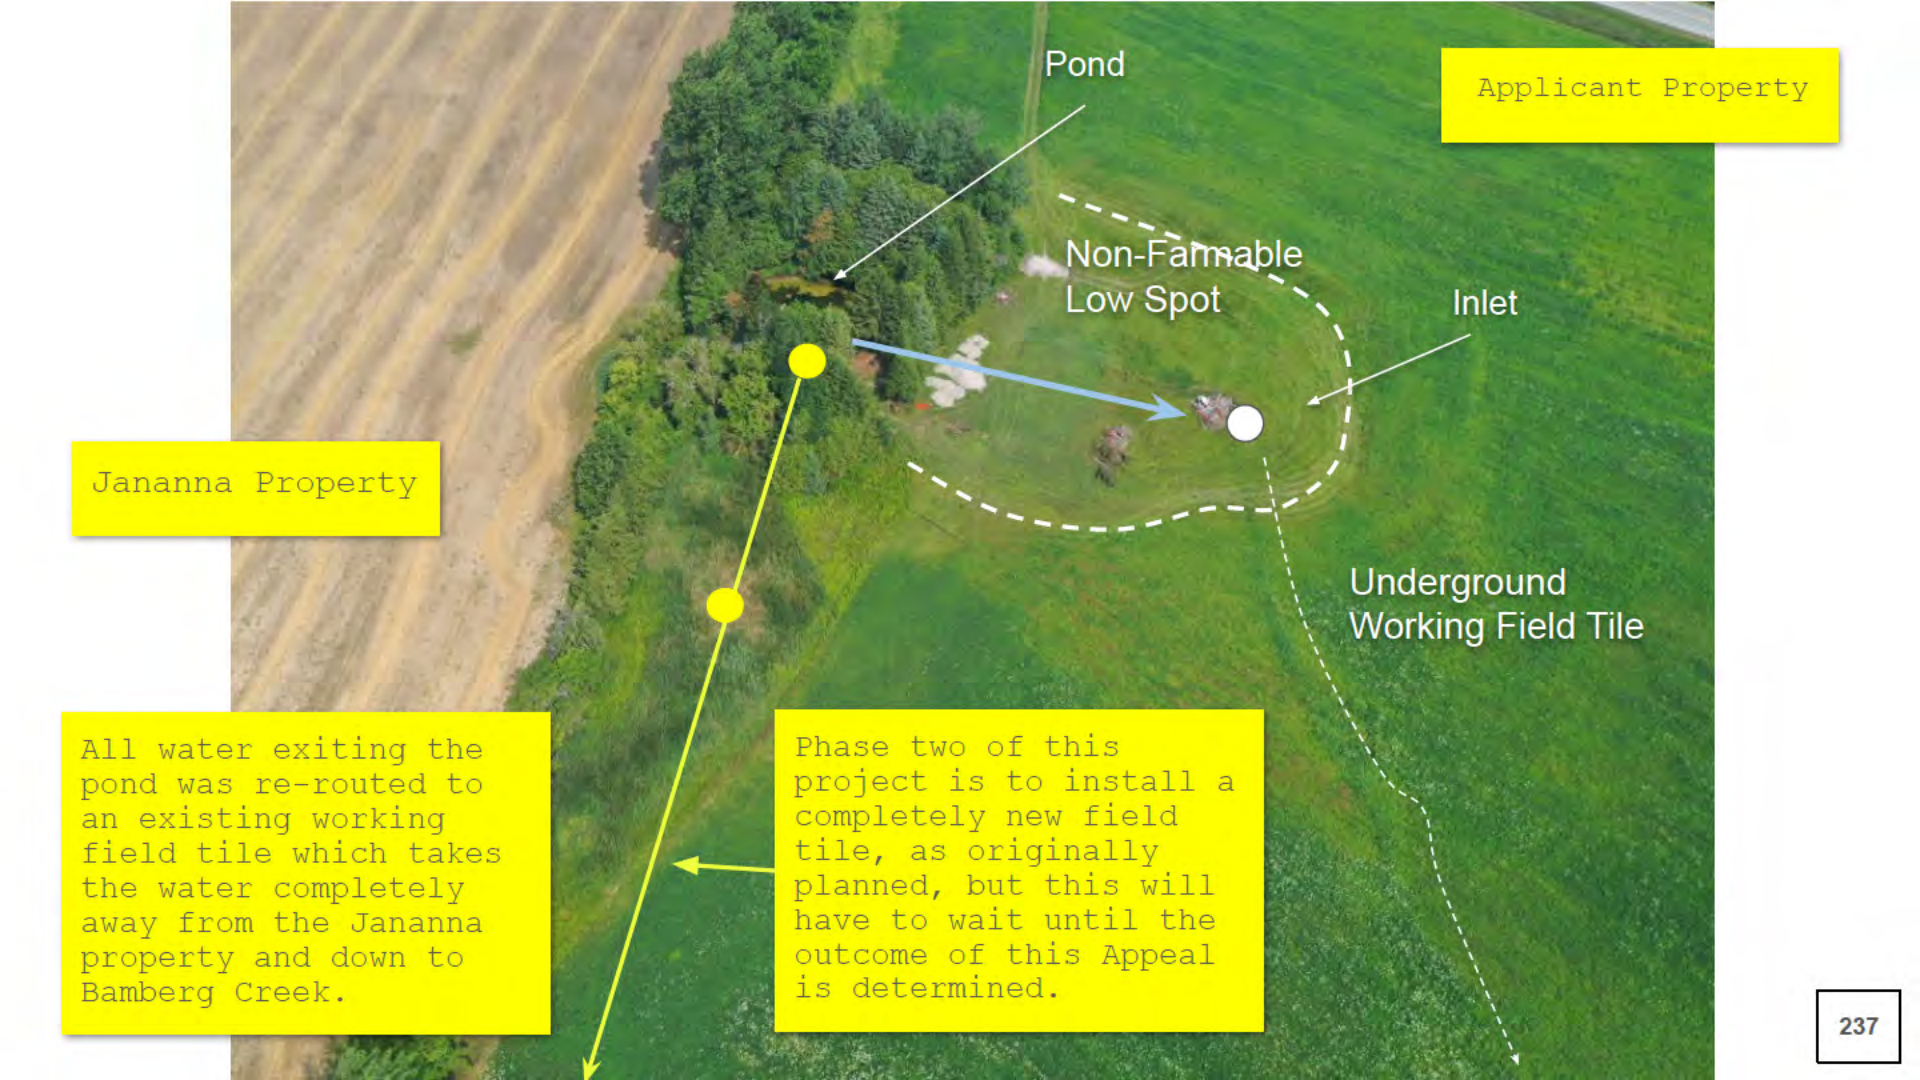 Pond
Applicant Property
Non-Farmable
Low Spot
Inlet
Jananna Property
Underground
Working Field Tile
All water exiting the
pond was re-routed to
an existing working
field tile which takes
the water completely
away from the Jananna
property and down to
Bamberg Creek.
Phase two of this
project is to install a
completely new field
tile, as originally
planned, but this will
have to wait until the
outcome of this Appeal
is determined.
237